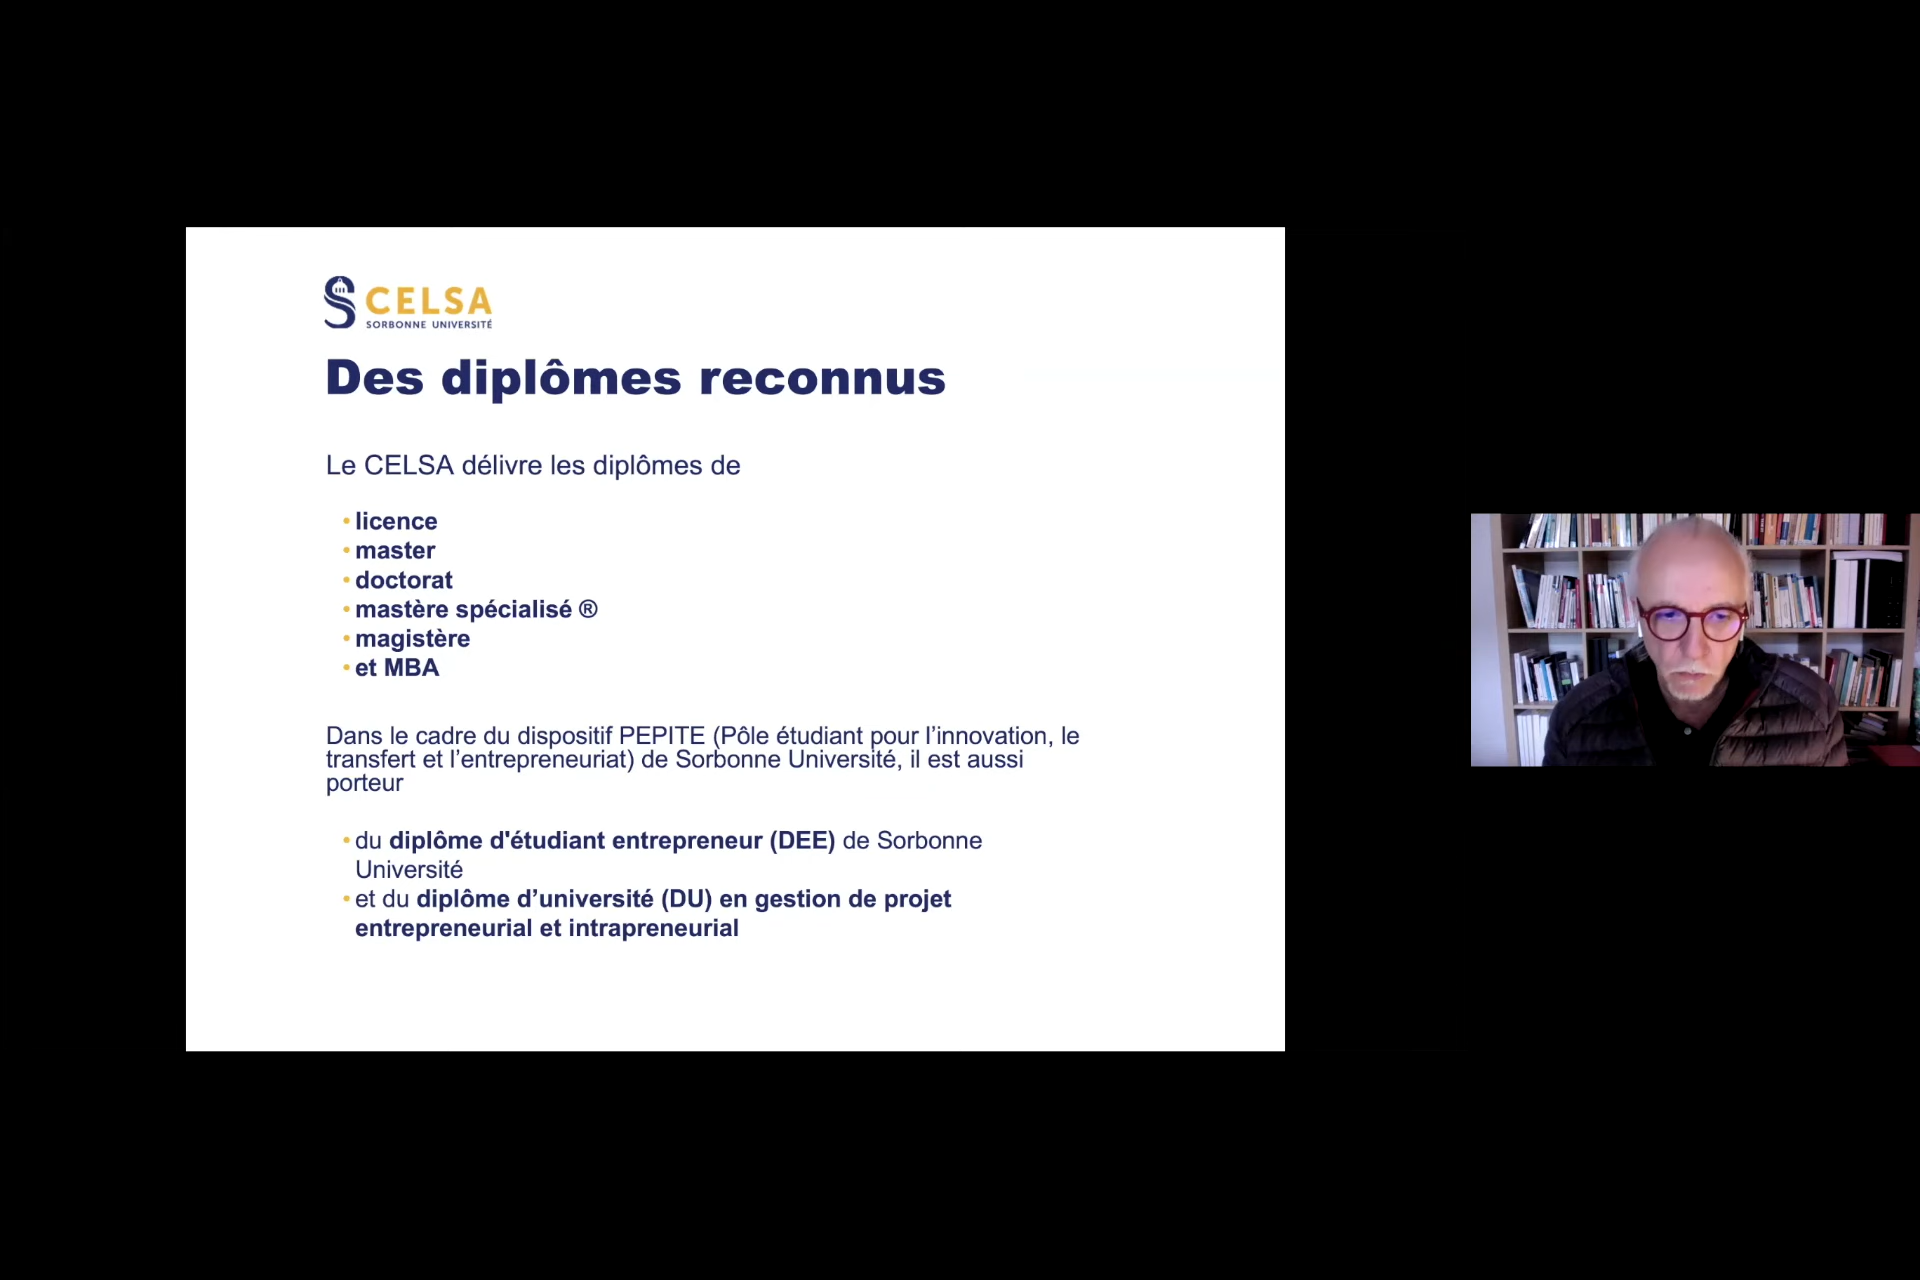 CELSA
SORBONNE UNIVERSITÉ
Des diplômes reconnus
Le CELSA délivre les diplômes de
• licence
• master
• doctorat
• mastère spécialisé ®
• magistère
• et MBA
Dans le cadre du dispositif PEPITE (Pôle étudiant pour l’innovation, le
transfert et l’entrepreneuriat) de Sorbonne Université, il est aussi
porteur
• du diplôme d'étudiant entrepreneur (DEE) de Sorbonne
Université
• et du diplôme d’université (DU) en gestion de projet
entrepreneurial et intrapreneurial